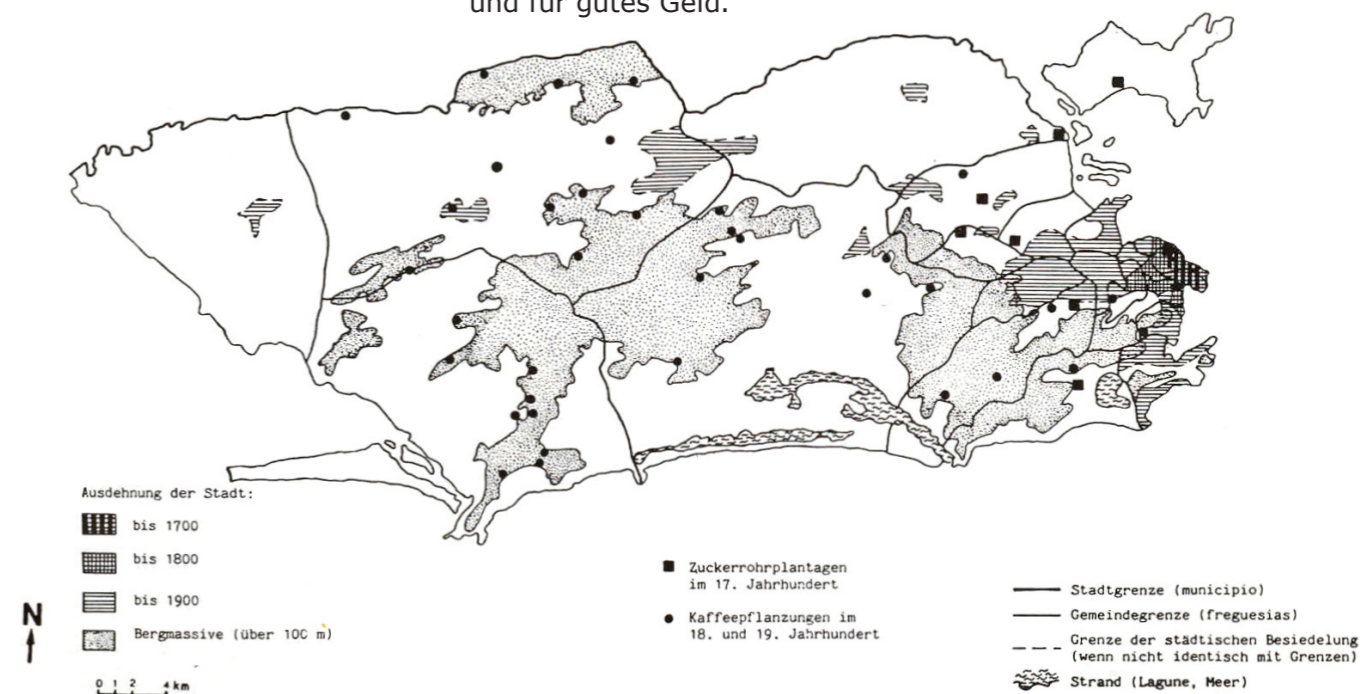 und für gutes Geld.
Ausdehnung der Stadt:
bis 1700
bis 1800
bis 1900
Bergmassive (über 100 m)
N
0 1 2 4 km
Zuckerrohrplantagen
im 17. Jahrhundert
Kaffeepflanzungen im
18. und 19. Jahrhundert
Stadtgrenze (municipio)
Gemeindegrenze (freguesias)
Grenze der städtischen Besiedelung
(wenn nicht identisch mit Grenzen)
Strand (Lagune, Meer)